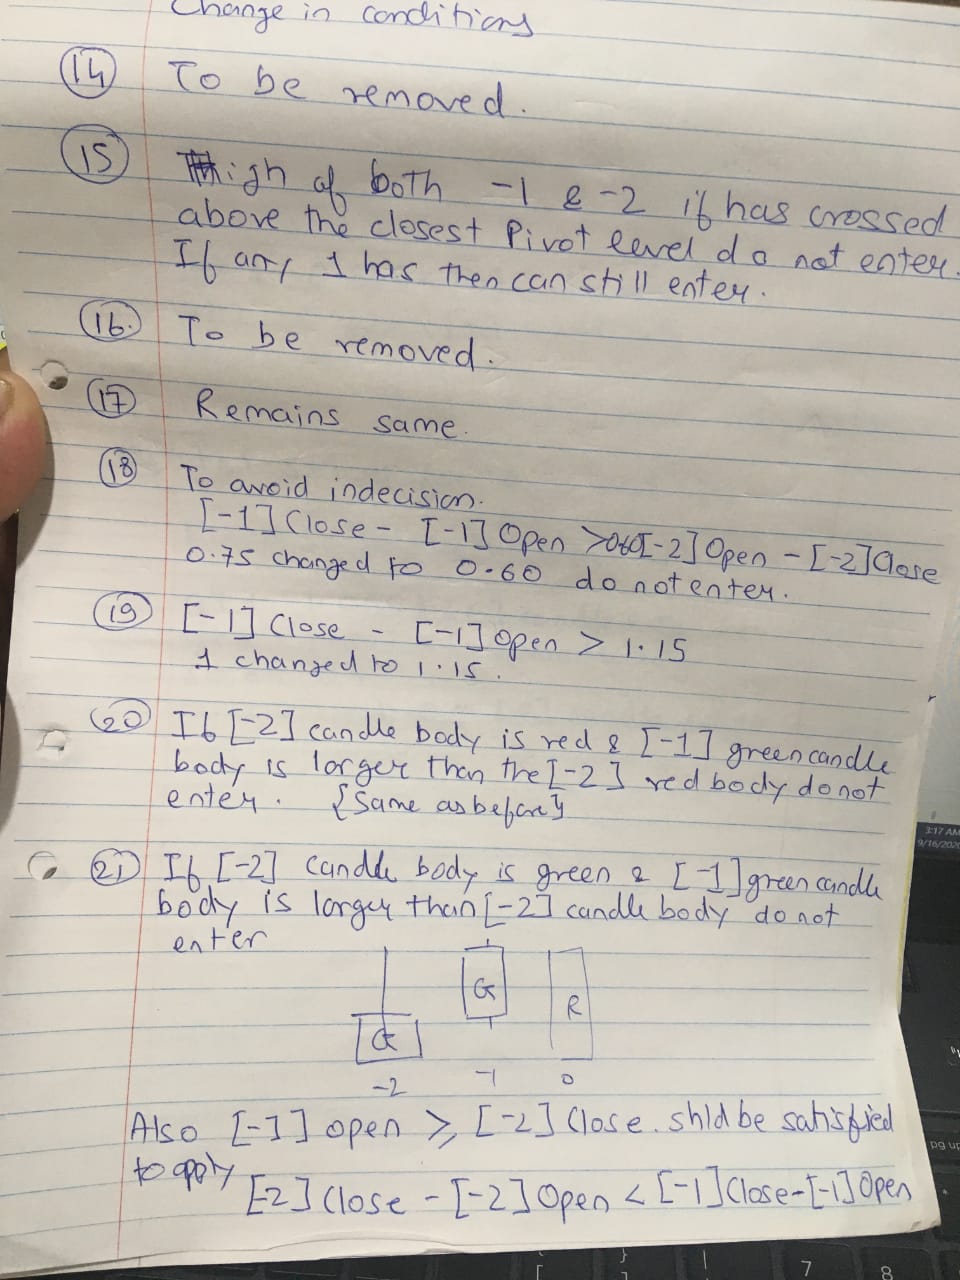 Change in conditions
14 To be removed.
15 High of both -1 & -2 if has crossed
above the closest Pivot level do not enter.
If any 1 has then can still enter.
16. To be removed.
17 Remains same.
18 To avoid indecision.
[-1] Close - [-1] Open > 0.60[-2] Open - [-2] Close
0.75 changed to 0.60 do not enter.
19 [-1] Close - [-1] Open > 1.15
1 changed to 1.15.
20 If [-2] candle body is red & [-1] green candle
body is larger than the [-2] red body do not
enter. {Same as before}
21 If [-2] candle body is green & [-1] green candle
body is larger than [-2] candle body do not
enter
G G R
-2 -1 0
Also [-1] open ≥ [-2] Close. shld be satisfied
to apply
[-2] Close - [-2] Open < [-1] Close - [-1] Open
3:17 AM
9/16/202
pg up
7 8